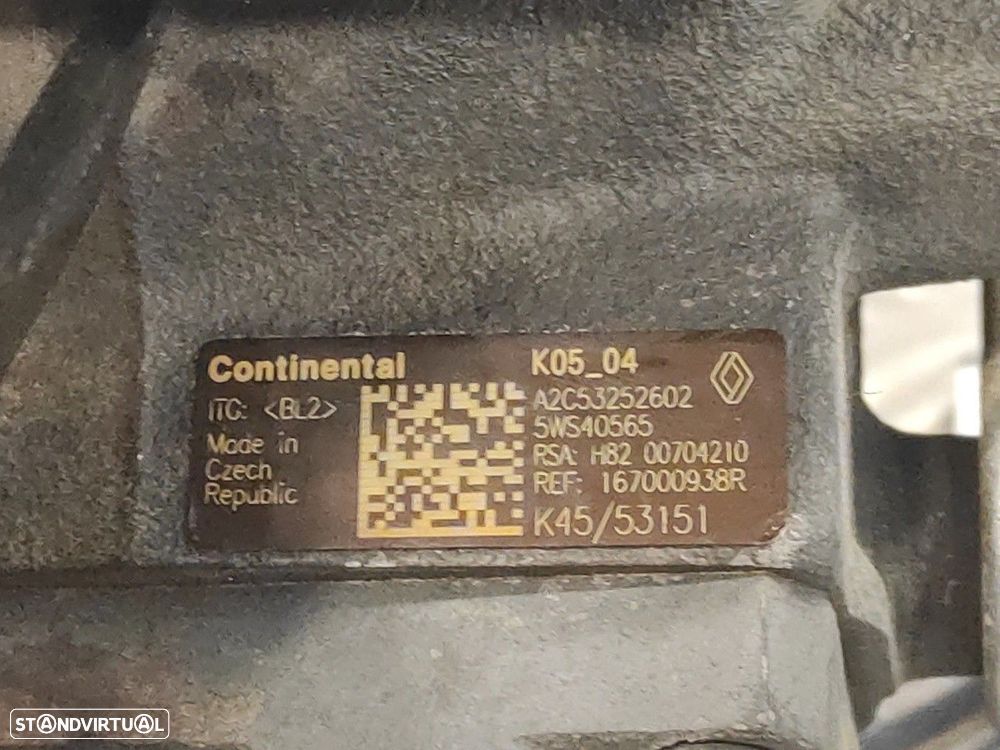 Continental
ITC: <BL2>
Made in
Czech
Republic
K05_04
A2C53252602
5WS40565
RSA: H82 00704210
REF: 167000938R
K45/53151
STANDVIRTUAL